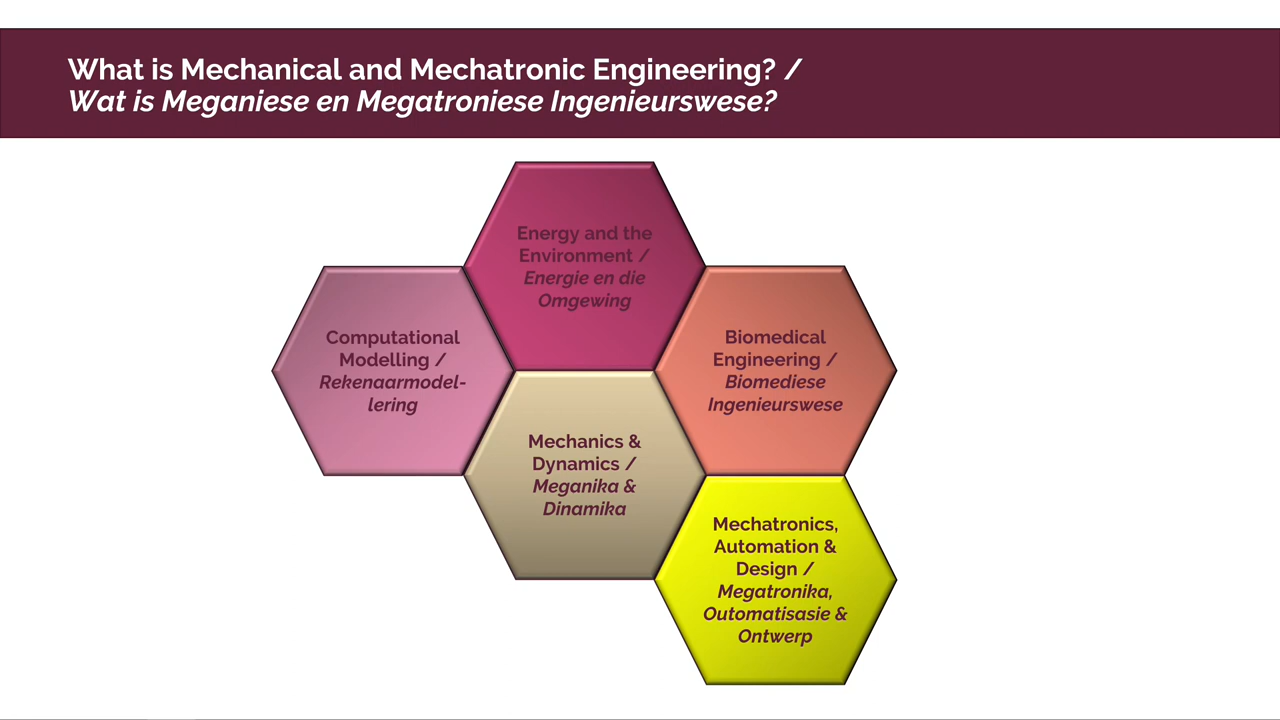 What is Mechanical and Mechatronic Engineering? /
Wat is Meganiese en Megatroniese Ingenieurswese?
Energy and the
Environment /
Energie en die
Omgewing
Computational
Modelling /
Rekenaarmodel-
lering
Biomedical
Engineering /
Biomediese
Ingenieurswese
Mechanics &
Dynamics /
Meganika &
Dinamika
Mechatronics,
Automation &
Design /
Megatronika,
Outomatisasie &
Ontwerp